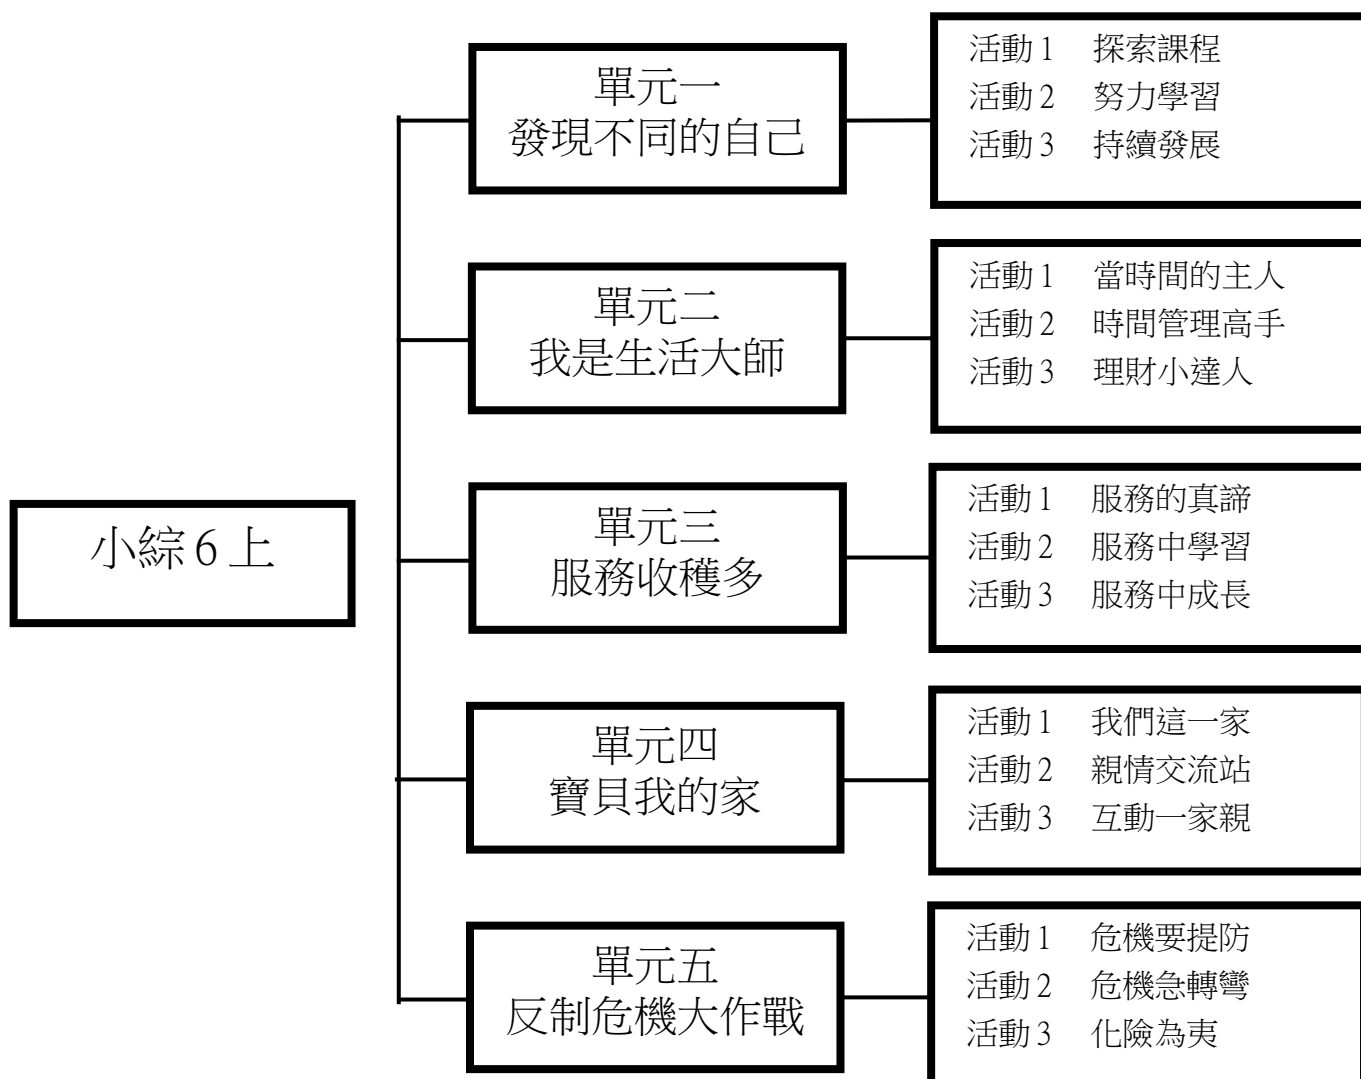 小綜6上
單元一
發現不同的自己
活動1 探索課程
活動2 努力學習
活動3 持續發展
單元二
我是生活大師
活動1 當時間的主人
活動2 時間管理高手
活動3 理財小達人
單元三
服務收穫多
活動1 服務的真諦
活動2 服務中學習
活動3 服務中成長
單元四
寶貝我的家
活動1 我們這一家
活動2 親情交流站
活動3 互動一家親
單元五
反制危機大作戰
活動1 危機要提防
活動2 危機急轉彎
活動3 化險為夷